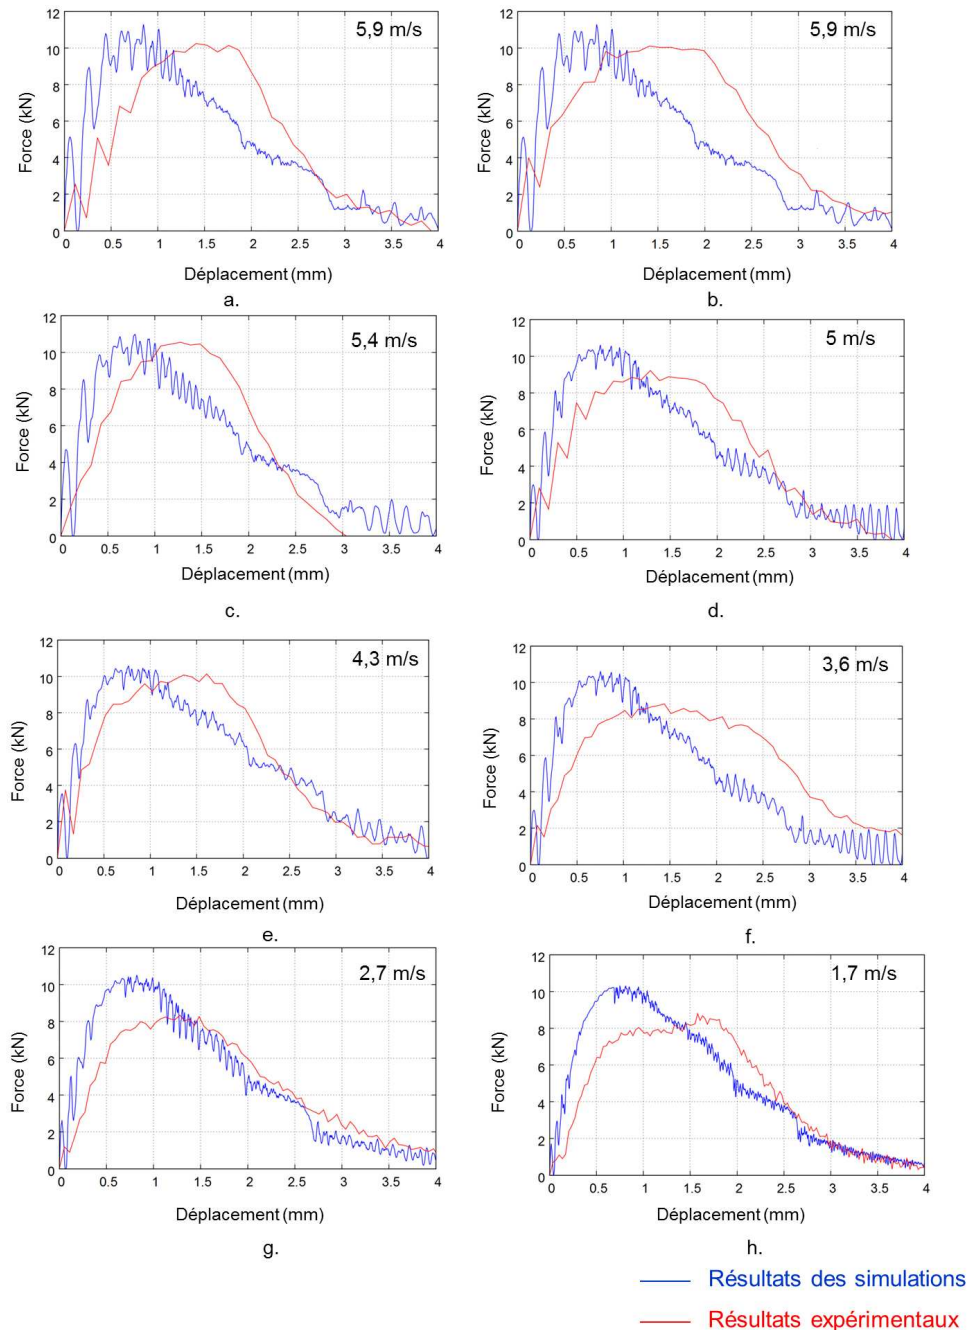 12
10
8
6
4
2
0
Force (kN)
5,9 m/s
0 0.5 1 1.5 2 2.5 3 3.5 4
Déplacement (mm)
a.
12
10
8
6
4
2
0
Force (kN)
5,9 m/s
0 0.5 1 1.5 2 2.5 3 3.5 4
Déplacement (mm)
b.
12
10
8
6
4
2
0
Force (kN)
5,4 m/s
0 0.5 1 1.5 2 2.5 3 3.5 4
Déplacement (mm)
c.
12
10
8
6
4
2
0
Force (kN)
5 m/s
0 0.5 1 1.5 2 2.5 3 3.5 4
Déplacement (mm)
d.
12
10
8
6
4
2
0
Force (kN)
4,3 m/s
0 0.5 1 1.5 2 2.5 3 3.5 4
Déplacement (mm)
e.
12
10
8
6
4
2
0
Force (kN)
3,6 m/s
0 0.5 1 1.5 2 2.5 3 3.5 4
Déplacement (mm)
f.
12
10
8
6
4
2
0
Force (kN)
2,7 m/s
0 0.5 1 1.5 2 2.5 3 3.5 4
Déplacement (mm)
g.
12
10
8
6
4
2
0
Force (kN)
1,7 m/s
0 0.5 1 1.5 2 2.5 3 3.5 4
Déplacement (mm)
h.
Résultats des simulations
Résultats expérimentaux